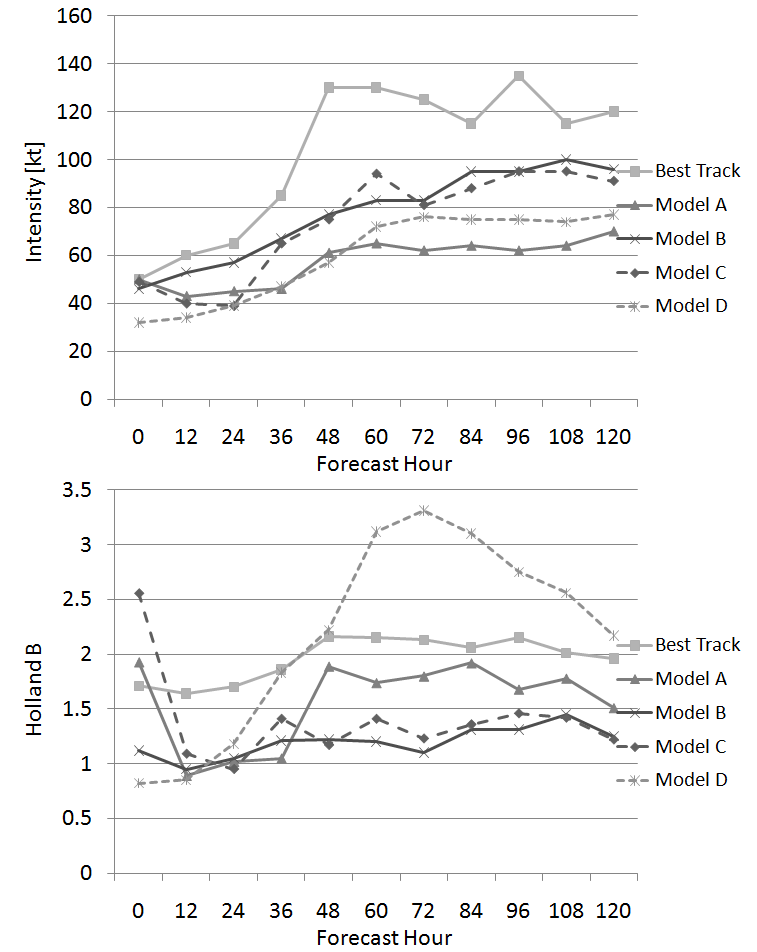 160
140
120
100
80
60
40
20
0
Intensity [kt]
0 12 24 36 48 60 72 84 96 108 120
Forecast Hour
Best Track
Model A
Model B
Model C
Model D
3.5
3
2.5
2
1.5
1
0.5
0
Holland B
0 12 24 36 48 60 72 84 96 108 120
Forecast Hour
Best Track
Model A
Model B
Model C
Model D